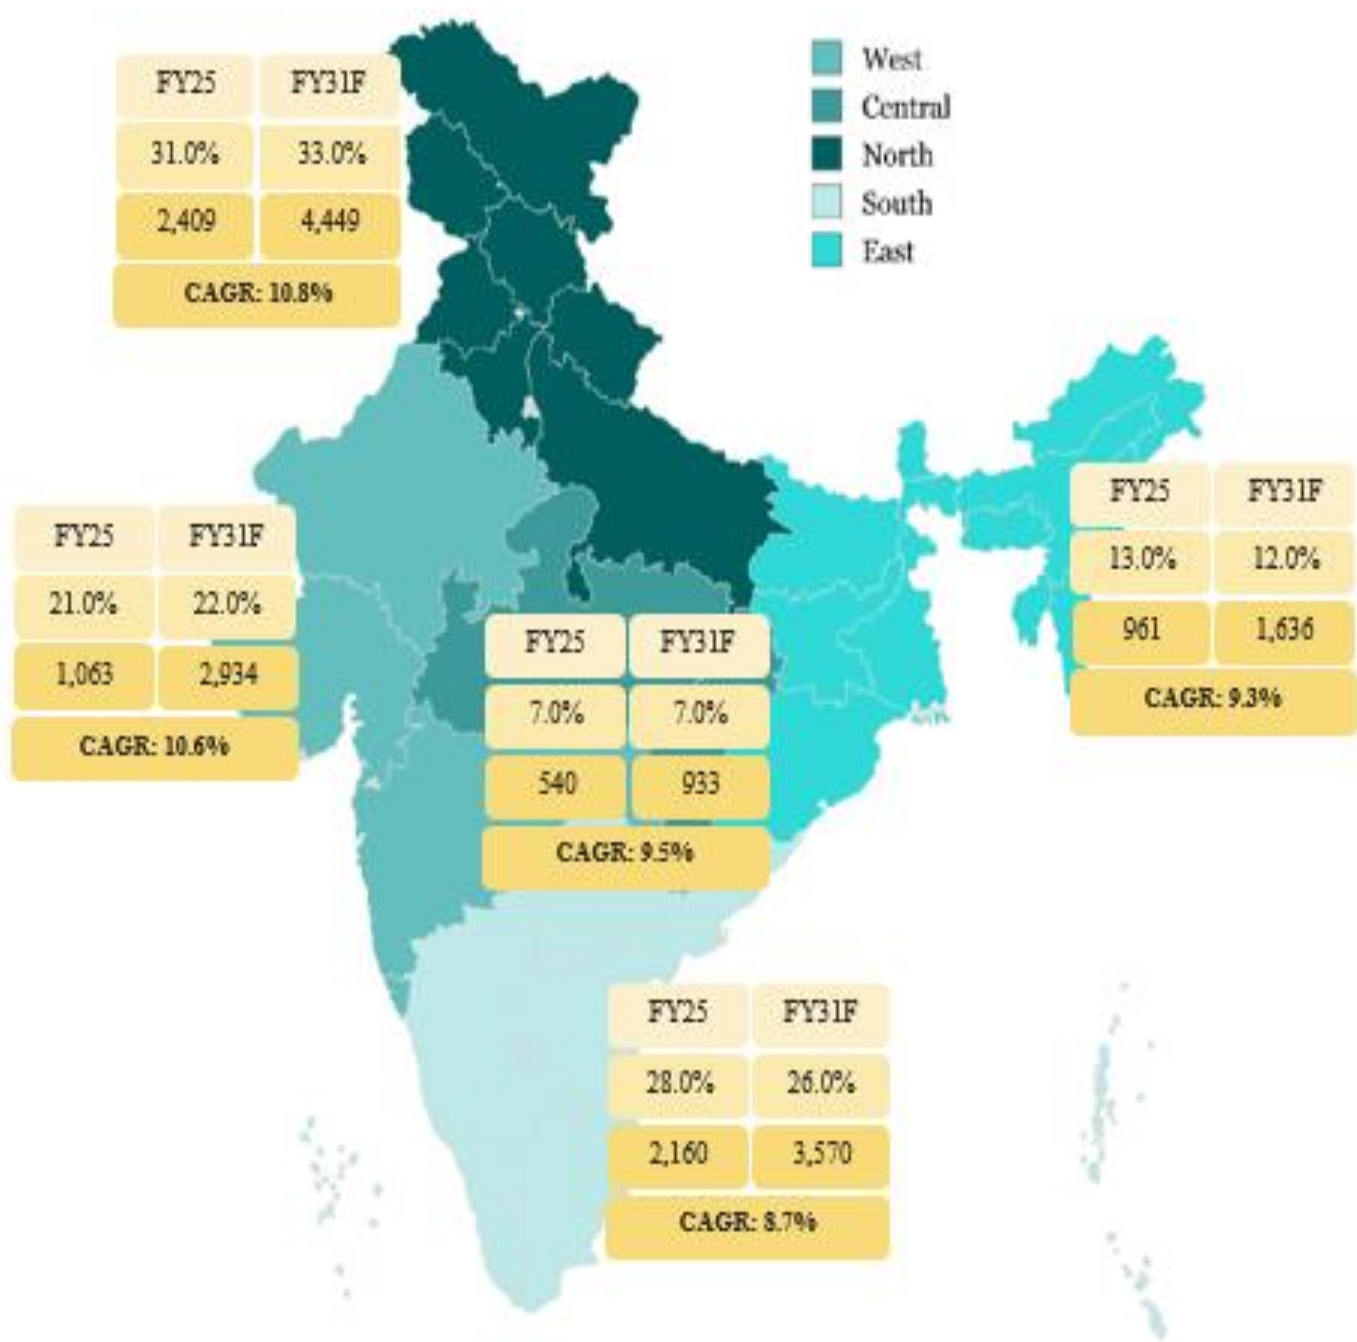 FY25 FY31F
31.0% 33.0%
2,409 4,449
CAGR: 10.8%
West
Central
North
South
East
FY25 FY31F
21.0% 22.0%
1,063 2,934
CAGR: 10.6%
FY25 FY31F
13.0% 12.0%
961 1,636
CAGR: 9.3%
FY25 FY31F
7.0% 7.0%
540 933
CAGR: 9.5%
FY25 FY31F
28.0% 26.0%
2,160 3,570
CAGR: 8.7%